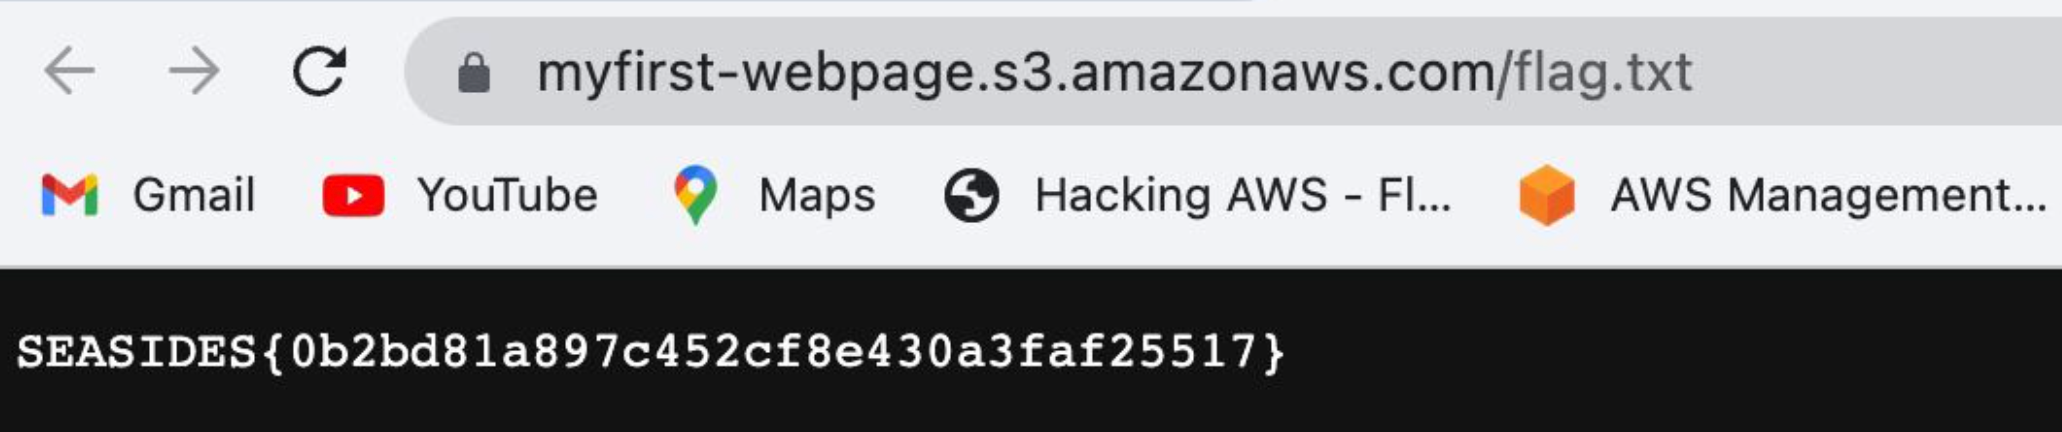 myfirst-webpage.s3.amazonaws.com/flag.txt
Gmail YouTube Maps Hacking AWS - Fl... AWS Management...
SEASIDES{0b2bd81a897c452cf8e430a3faf25517}